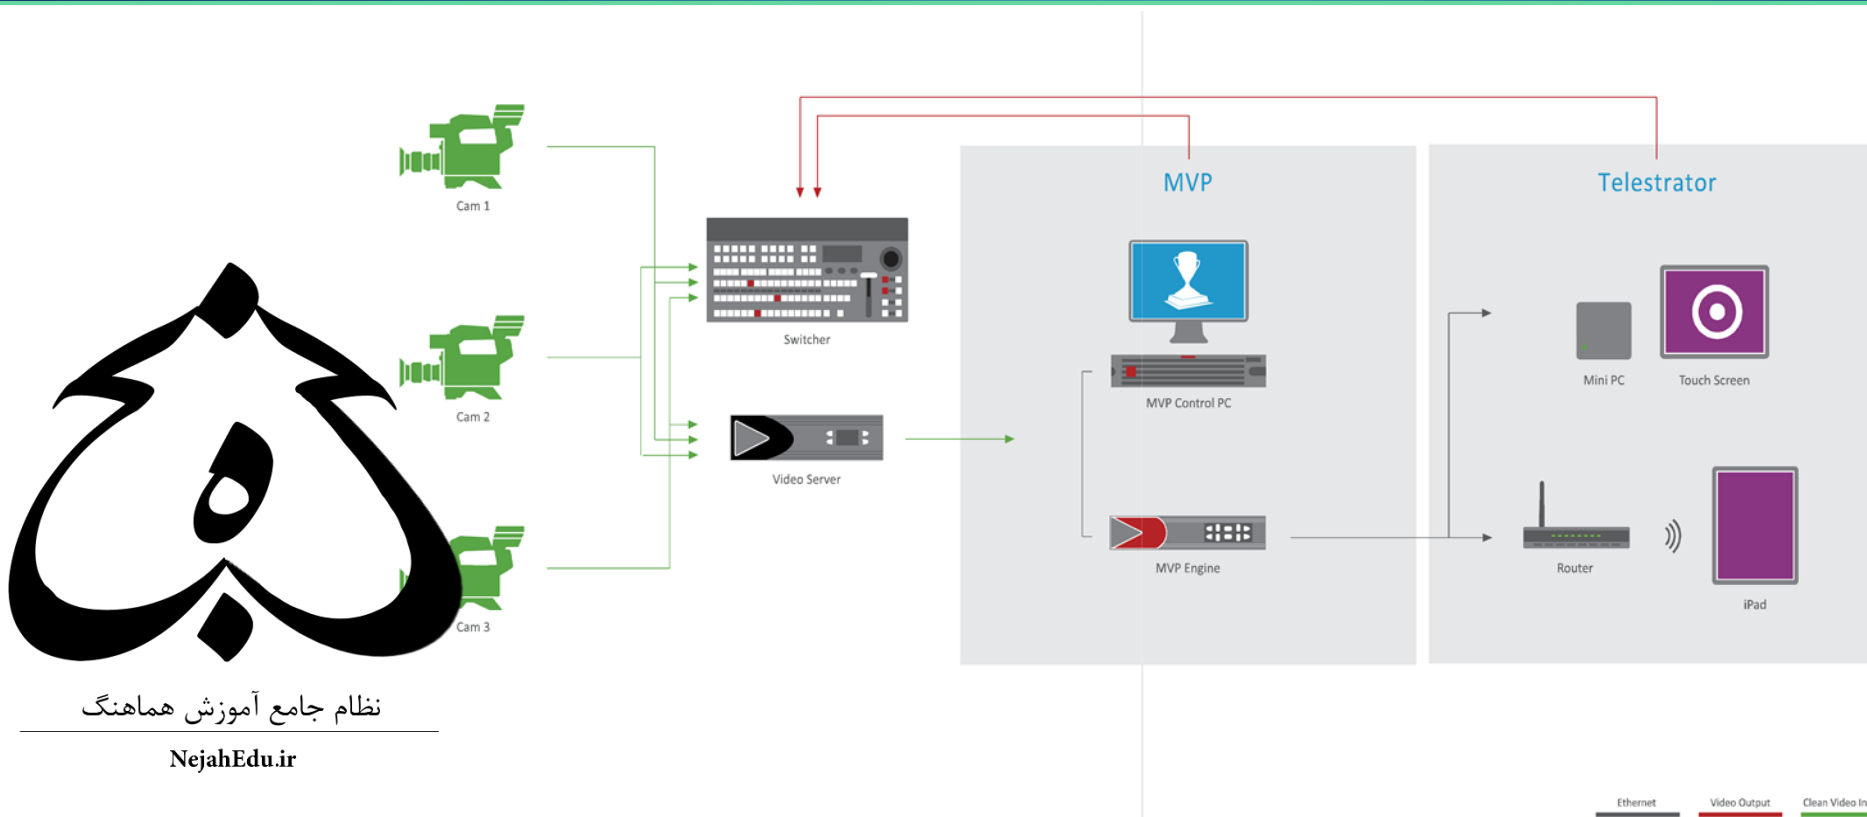 MVP
Telestrator
Cam 1
Switcher
Mini PC
Touch Screen
MVP Control PC
Cam 2
Video Server
MVP Engine
Router
iPad
Cam 3
نظام جامع آموزش هماهنگ
NejahEdu.ir
Ethernet
Video Output
Clean Video In